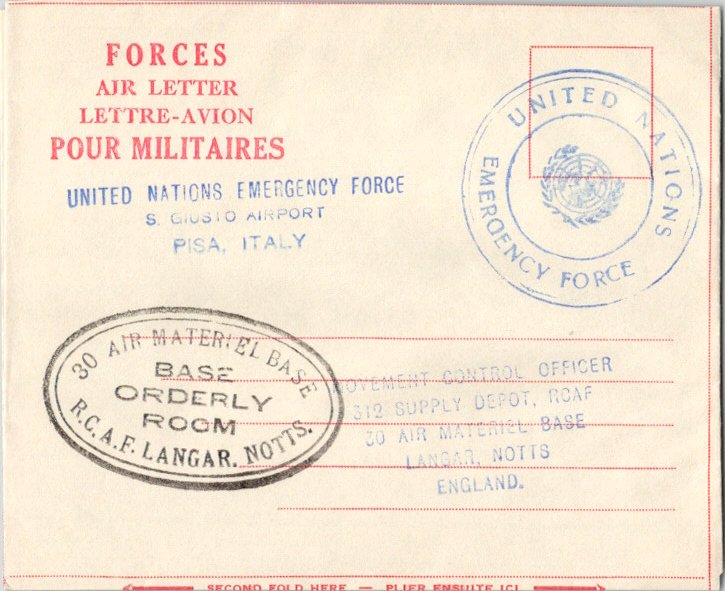 FORCES
AIR LETTER
LETTRE-AVION
POUR MILITAIRES
UNITED NATIONS EMERGENCY FORCE
S. GIUSTO AIRPORT
PISA, ITALY
UNITED NATIONS
EMERGENCY FORCE
30 AIR MATERIEL BASE
BASE
ORDERLY
ROOM
R.C.A.F. LANGAR. NOTTS.
MOVEMENT CONTROL OFFICER
312 SUPPLY DEPOT, RCAF
30 AIR MATERIEL BASE
LANGAR, NOTTS
ENGLAND.
SECOND FOLD HERE — PLIER ENSUITE ICI